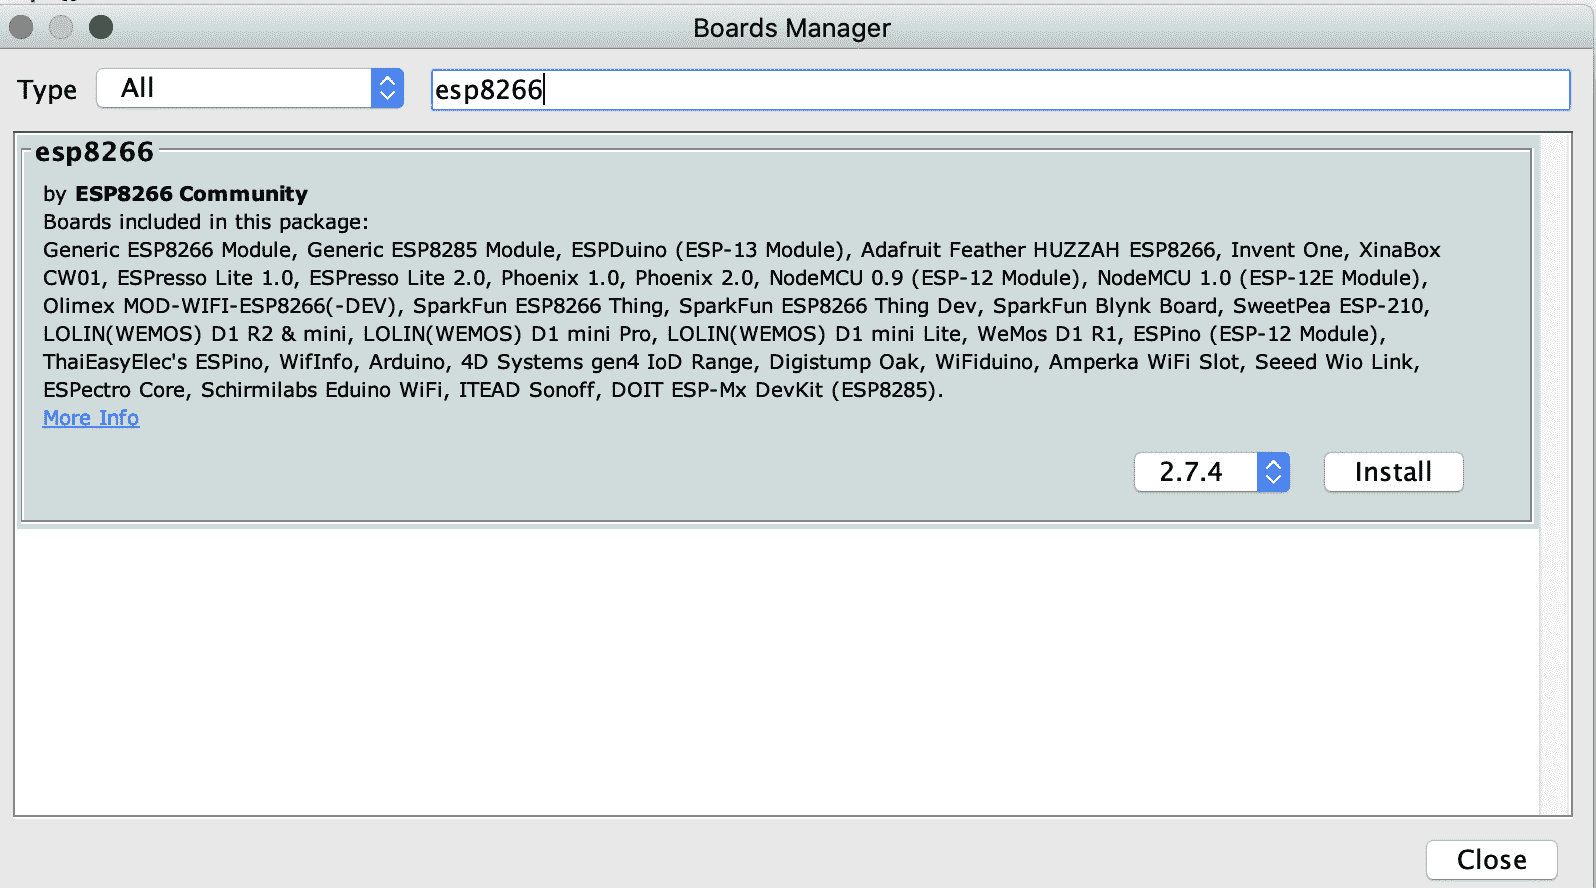 Boards Manager
Type All esp8266
esp8266
by ESP8266 Community
Boards included in this package:
Generic ESP8266 Module, Generic ESP8285 Module, ESPDuino (ESP-13 Module), Adafruit Feather HUZZAH ESP8266, Invent One, XinaBox
CW01, ESPresso Lite 1.0, ESPresso Lite 2.0, Phoenix 1.0, Phoenix 2.0, NodeMCU 0.9 (ESP-12 Module), NodeMCU 1.0 (ESP-12E Module),
Olimex MOD-WIFI-ESP8266(-DEV), SparkFun ESP8266 Thing, SparkFun ESP8266 Thing Dev, SparkFun Blynk Board, SweetPea ESP-210,
LOLIN(WEMOS) D1 R2 & mini, LOLIN(WEMOS) D1 mini Pro, LOLIN(WEMOS) D1 mini Lite, WeMos D1 R1, ESPino (ESP-12 Module),
ThaiEasyElec's ESPino, WifInfo, Arduino, 4D Systems gen4 IoD Range, Digistump Oak, WiFiduino, Amperka WiFi Slot, Seeed Wio Link,
ESPectro Core, Schirmilabs Eduino WiFi, ITEAD Sonoff, DOIT ESP-Mx DevKit (ESP8285).
More Info
2.7.4 Install
Close